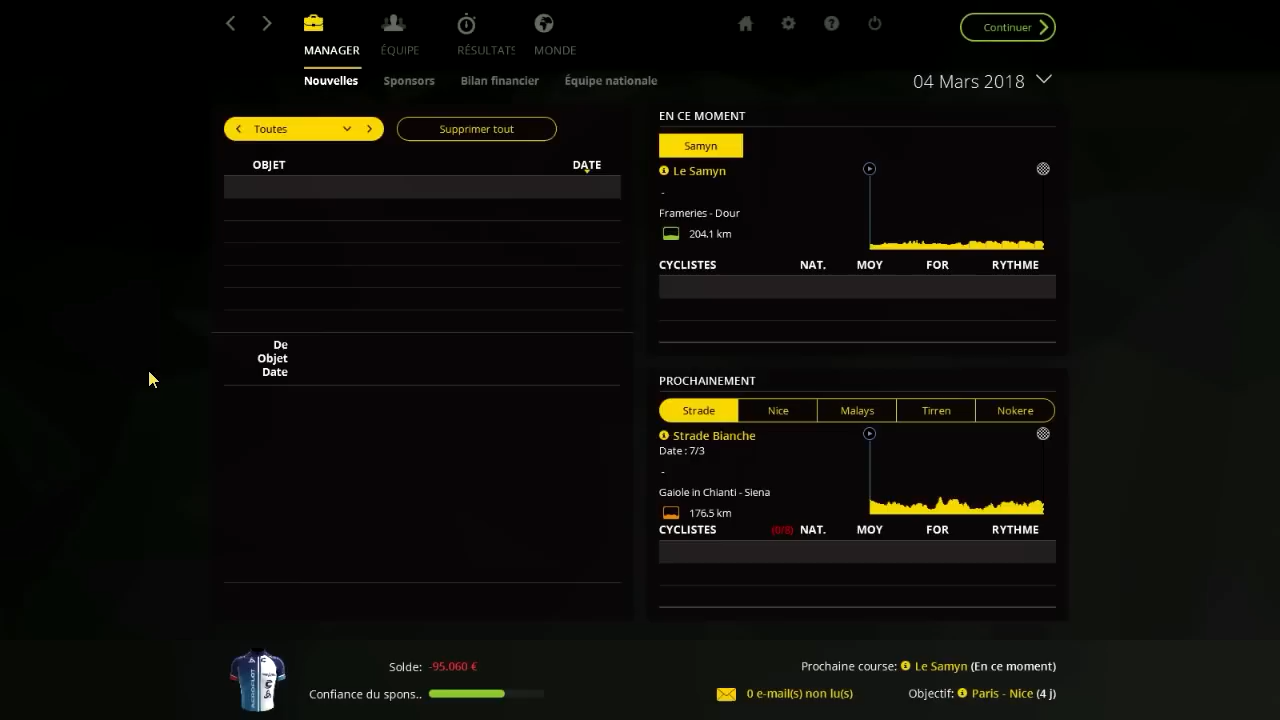 MANAGER
ÉQUIPE
RÉSULTATS
MONDE
Continuer
Nouvelles
Sponsors
Bilan financier
Équipe nationale
04 Mars 2018
Toutes
Supprimer tout
OBJET
DATE
De
Objet
Date
EN CE MOMENT
Samyn
Le Samyn
-
Frameries - Dour
204.1 km
CYCLISTES NAT. MOY FOR RYTHME
PROCHAINEMENT
Strade
Nice
Malays
Tirren
Nokere
Strade Bianche
Date : 7/3
-
Gaiole in Chianti - Siena
176.5 km
CYCLISTES (0/8) NAT. MOY FOR RYTHME
Solde: -95.060 €
Confiance du spons..
Prochaine course: Le Samyn (En ce moment)
0 e-mail(s) non lu(s)
Objectif: Paris - Nice (4 j)